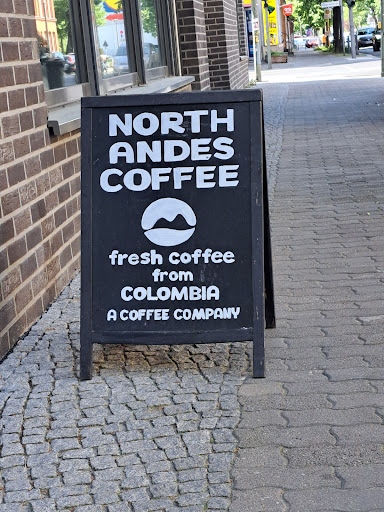 NORTH
ANDES
COFFEE
fresh coffee
from
COLOMBIA
A COFFEE COMPANY